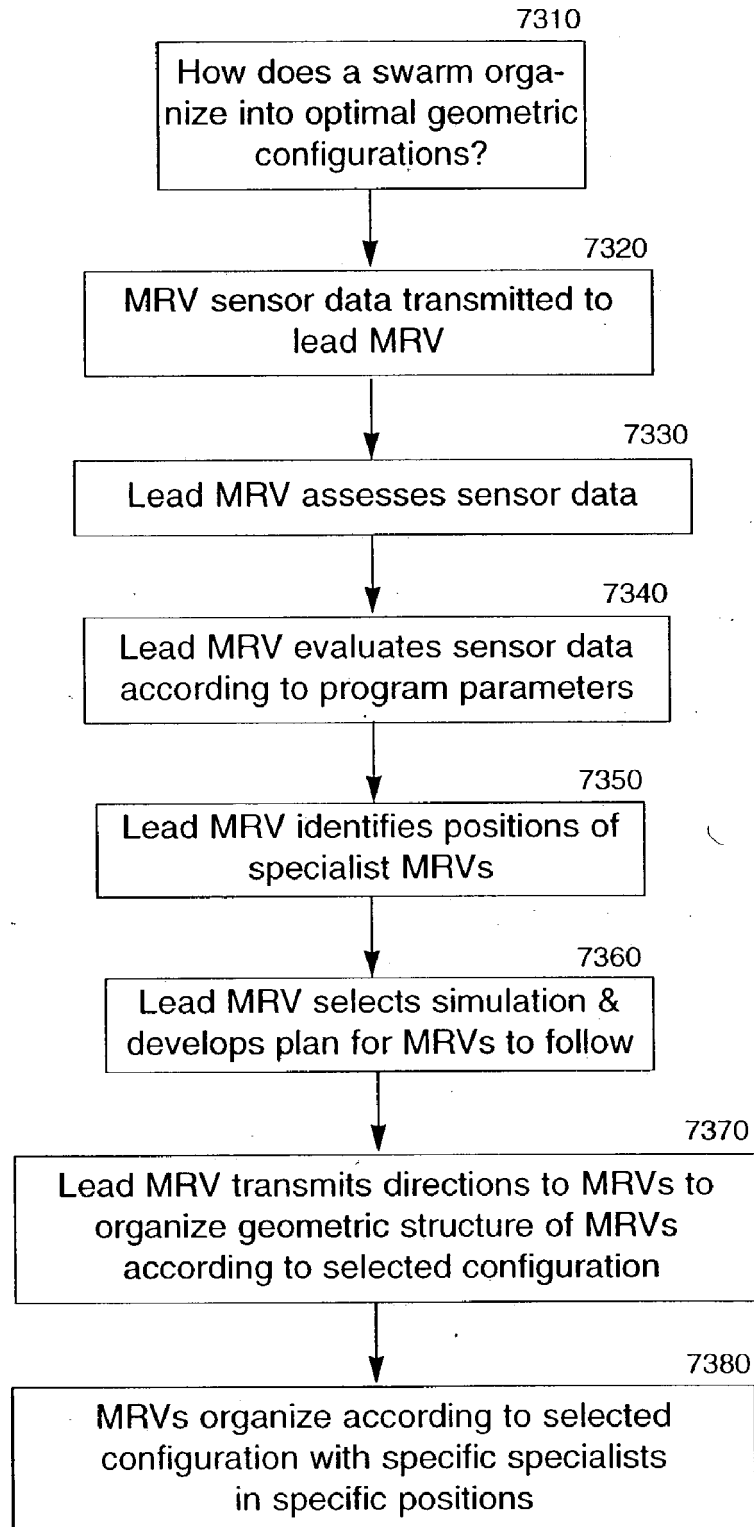 7310
How does a swarm orga-
nize into optimal geometric
configurations?
7320
MRV sensor data transmitted to
lead MRV
7330
Lead MRV assesses sensor data
7340
Lead MRV evaluates sensor data
according to program parameters
7350
Lead MRV identifies positions of
specialist MRVs
7360
Lead MRV selects simulation &
develops plan for MRVs to follow
7370
Lead MRV transmits directions to MRVs to
organize geometric structure of MRVs
according to selected configuration
7380
MRVs organize according to selected
configuration with specific specialists
in specific positions